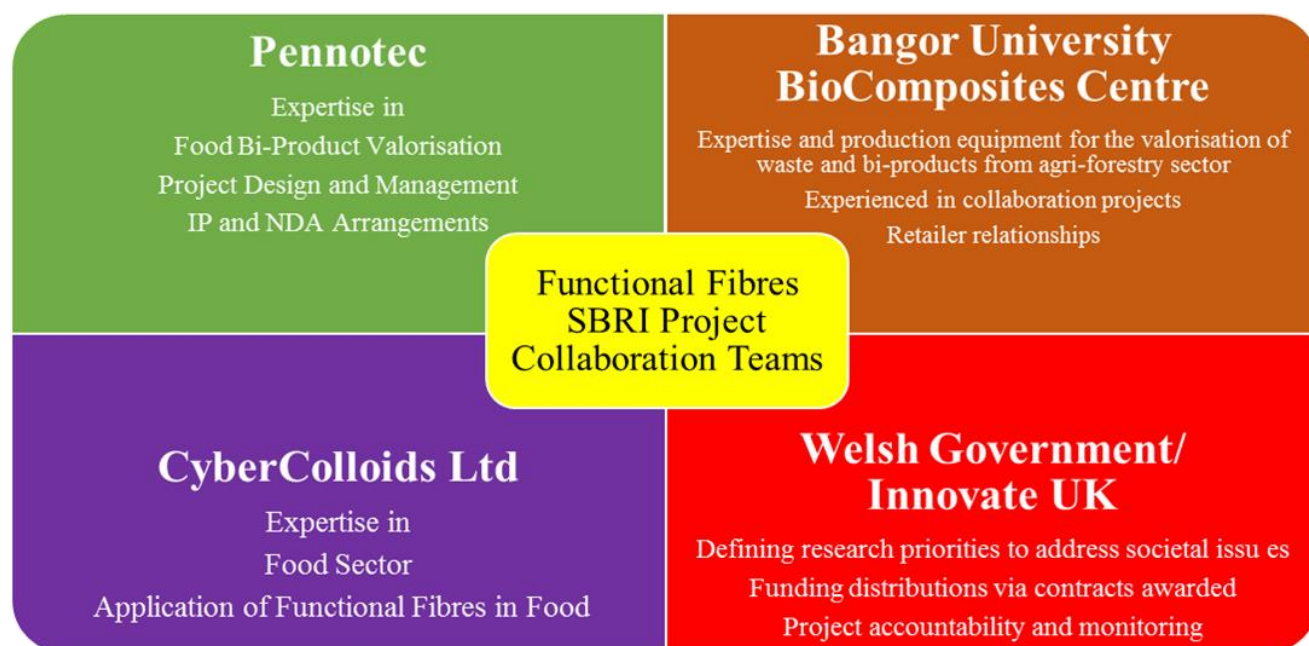 Pennotec
Expertise in
Food Bi-Product Valorisation
Project Design and Management
IP and NDA Arrangements
Bangor University
BioComposites Centre
Expertise and production equipment for the valorisation of
waste and bi-products from agri-forestry sector
Experienced in collaboration projects
Retailer relationships
Functional Fibres
SBRI Project
Collaboration Teams
CyberColloids Ltd
Expertise in
Food Sector
Application of Functional Fibres in Food
Welsh Government/
Innovate UK
Defining research priorities to address societal issu es
Funding distributions via contracts awarded
Project accountability and monitoring